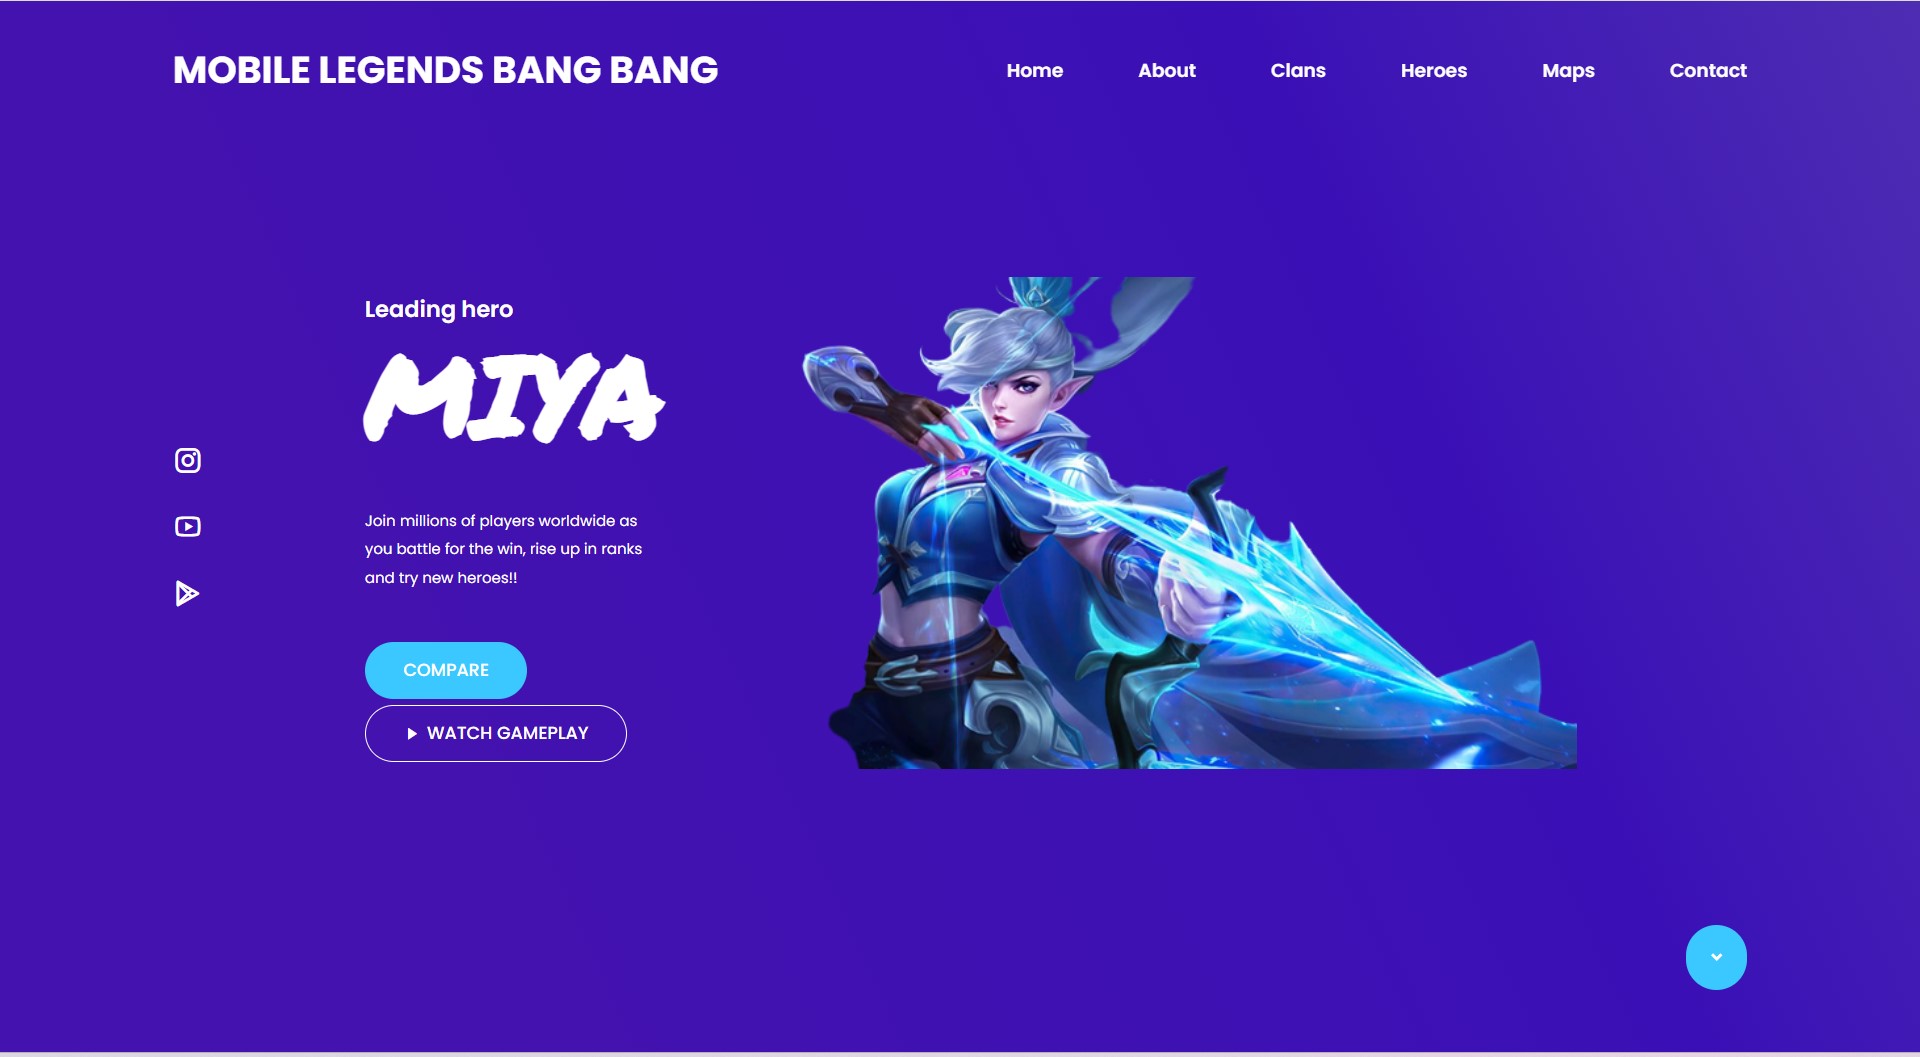 MOBILE LEGENDS BANG BANG
Home About Clans Heroes Maps Contact
Leading hero
MIYA
Join millions of players worldwide as
you battle for the win, rise up in ranks
and try new heroes!!
COMPARE
WATCH GAMEPLAY